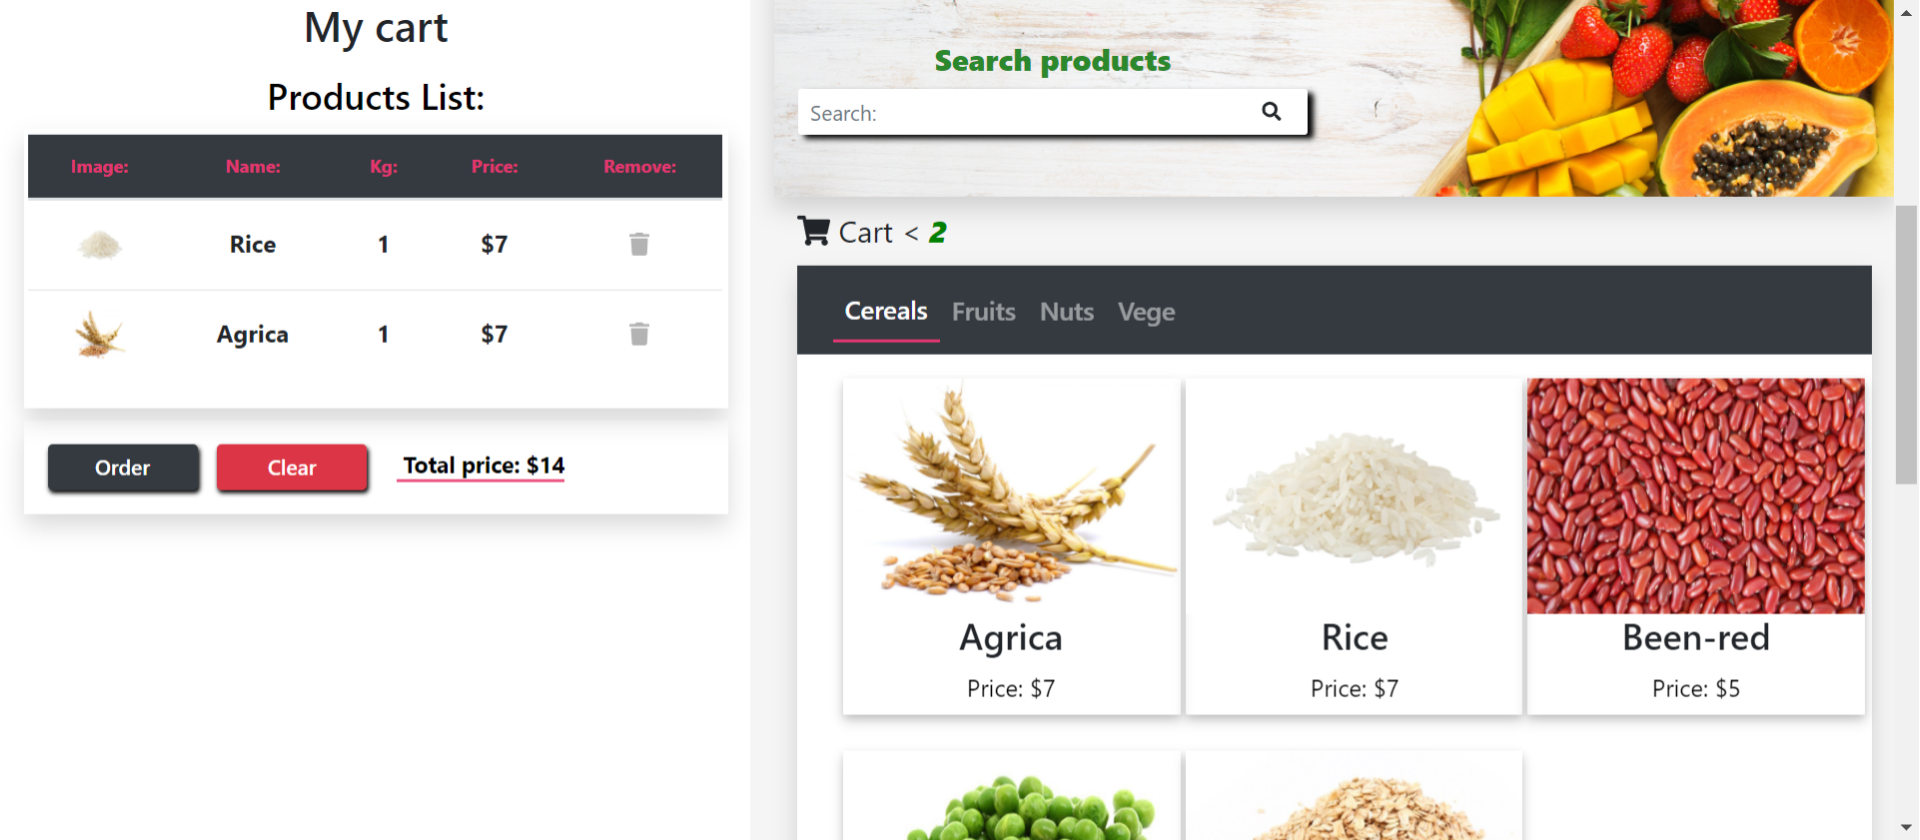 My cart
Products List:
Image: Name: Kg: Price: Remove:
Rice 1 $7
Agrica 1 $7
Order Clear Total price: $14
Search products
Search:
Cart < 2
Cereals Fruits Nuts Vege
Agrica Rice Been-red
Price: $7 Price: $7 Price: $5